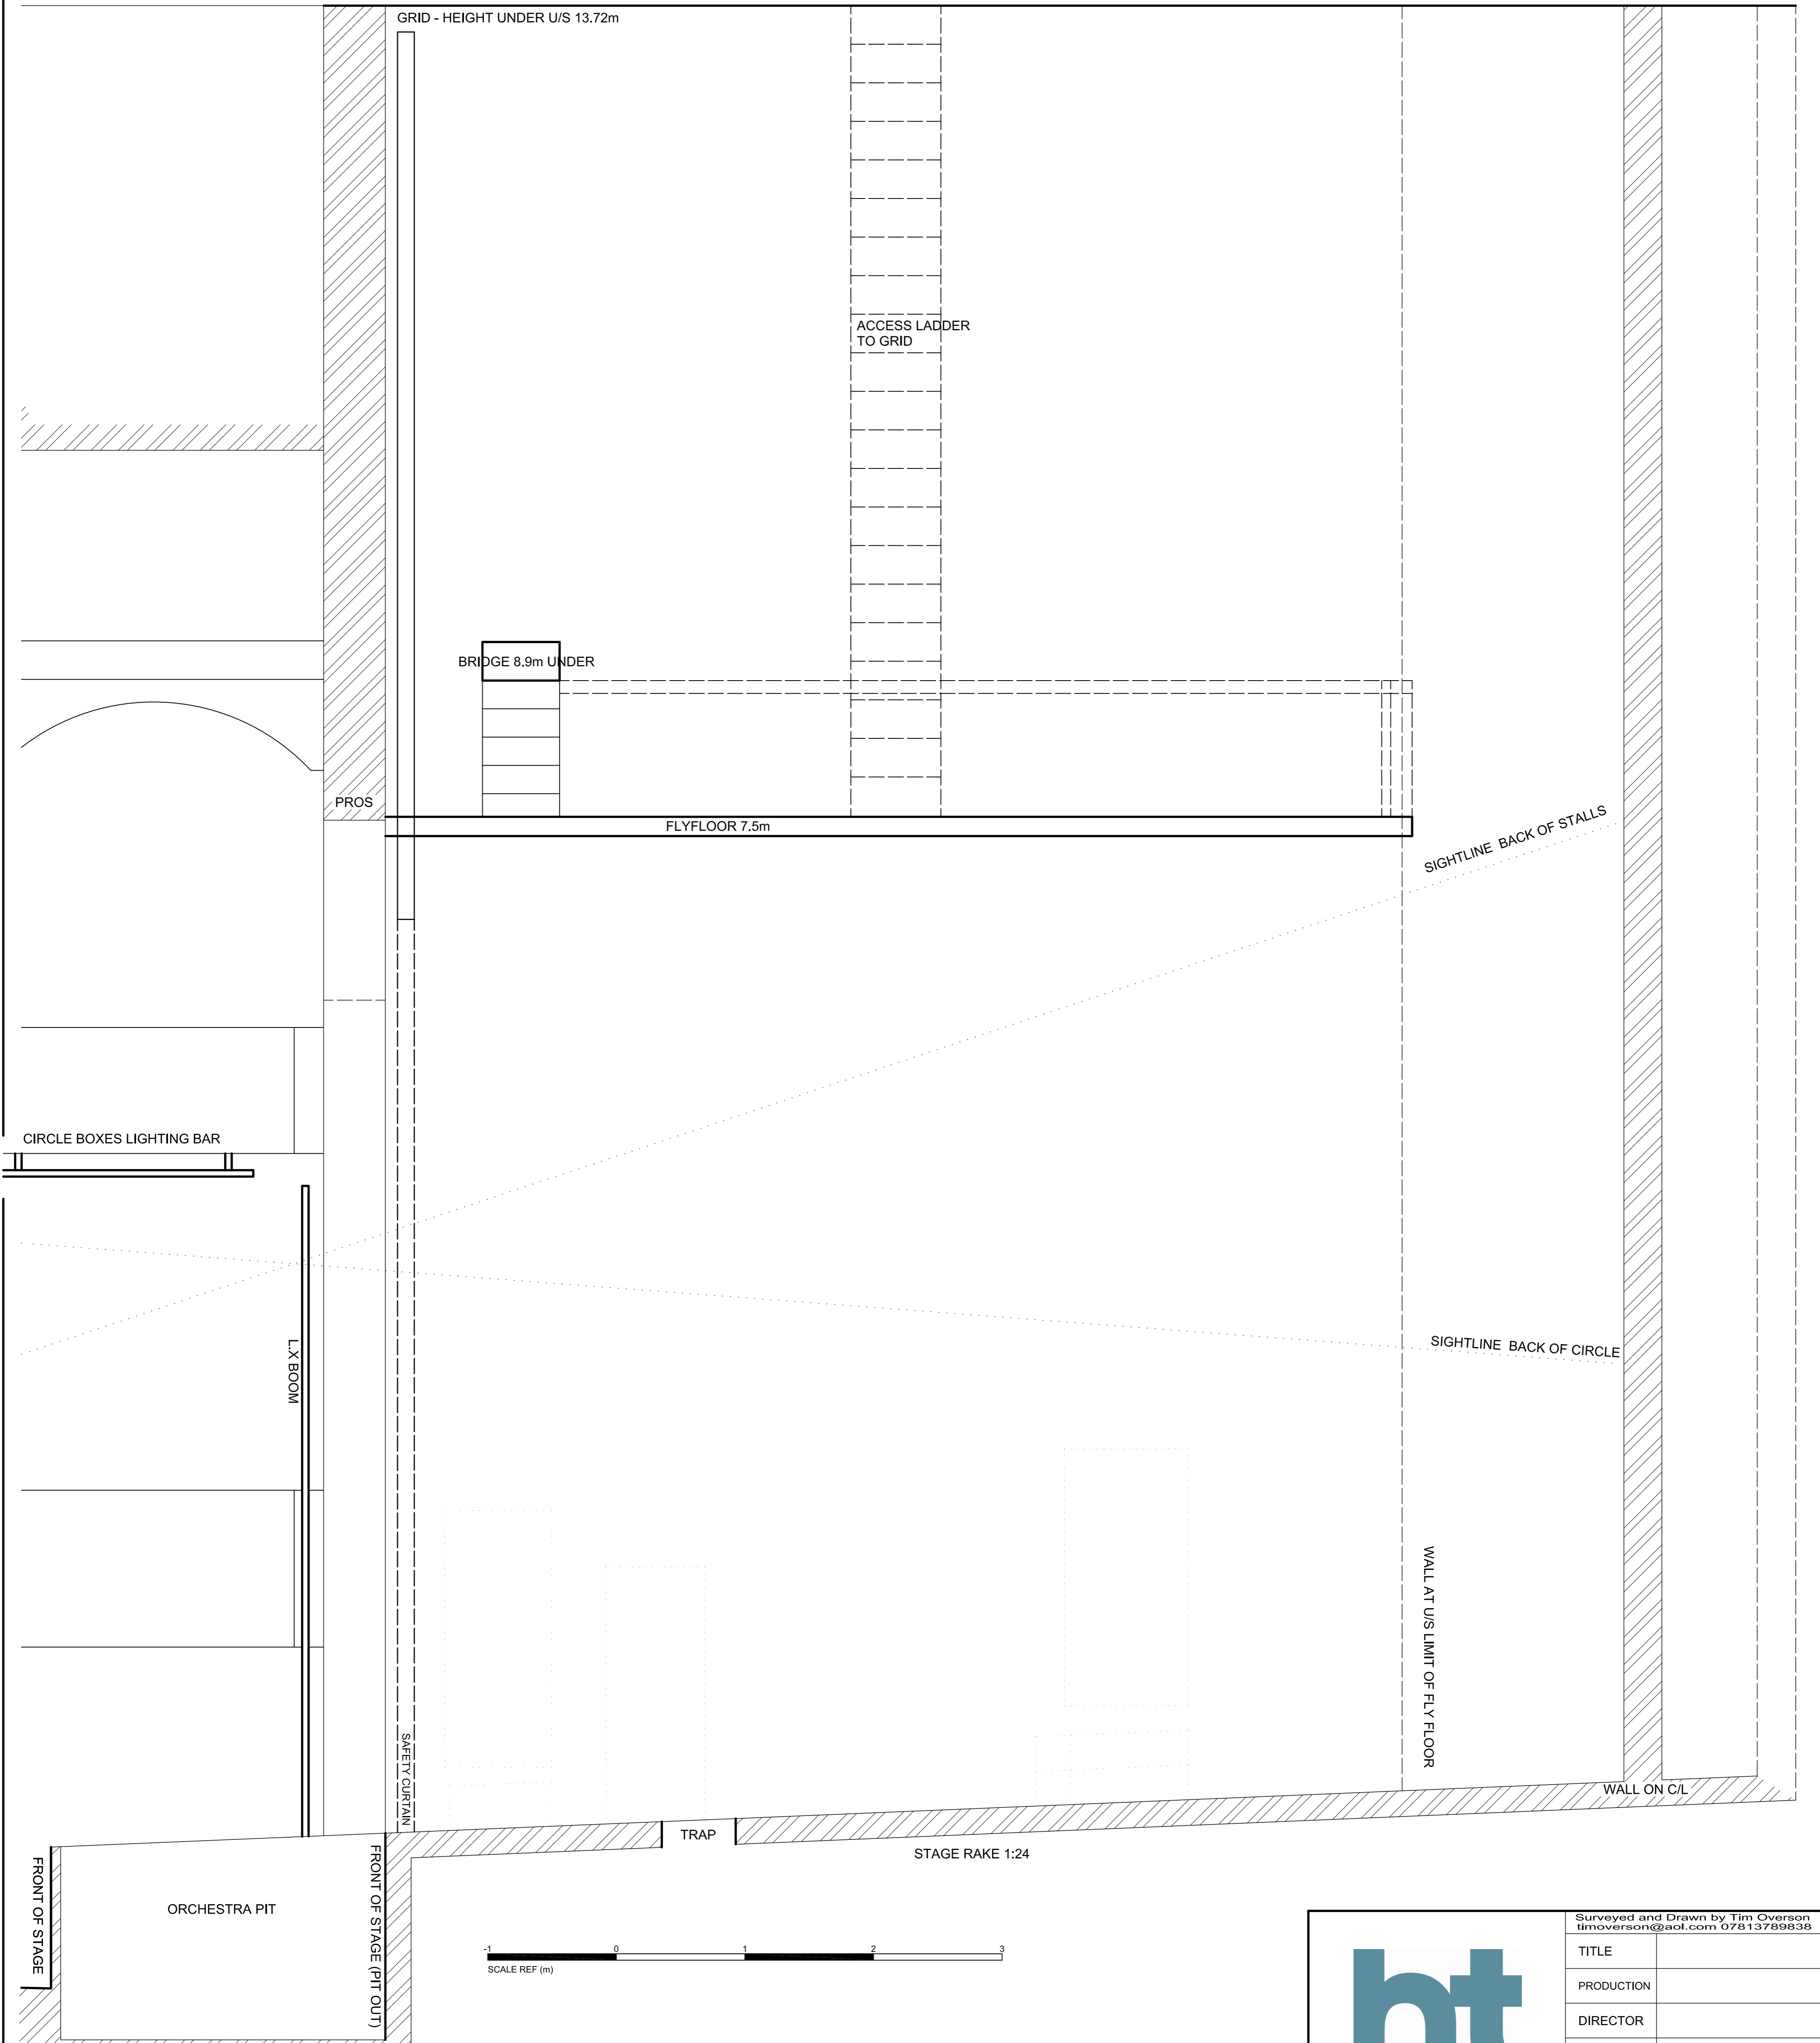 GRID - HEIGHT UNDER U/S 13.72m
ACCESS LADDER
TO GRID
BRIDGE 8.9m UNDER
PROS
FLYFLOOR 7.5m
SIGHTLINE BACK OF STALLS
CIRCLE BOXES LIGHTING BAR
L.X BOOM
SIGHTLINE BACK OF CIRCLE
WALL AT U/S LIMIT OF FLY FLOOR
SAFETY CURTAIN
WALL ON C/L
TRAP
STAGE RAKE 1:24
FRONT OF STAGE
ORCHESTRA PIT
FRONT OF STAGE (PIT OUT)
-1 0 1 2 3
SCALE REF (m)
ht
Surveyed and Drawn by Tim Overson
timoverson@aol.com 07813789838
TITLE
PRODUCTION
DIRECTOR